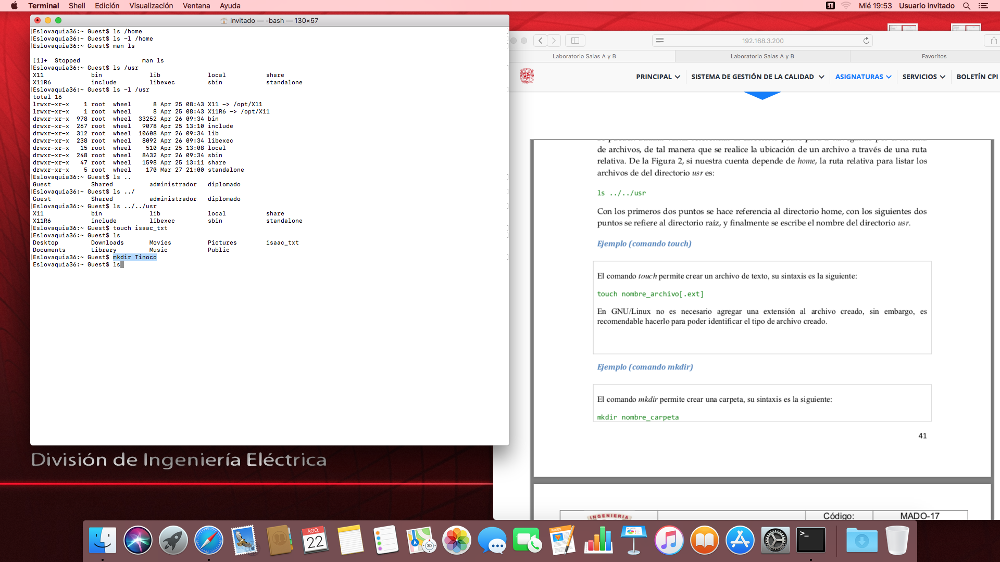 Terminal Shell Edición Visualización Ventana Ayuda
Mié 19:53 Usuario invitado
Invitado — -bash — 130×57
[Eslovaquia36:~ Guest$ ls /home ]
[Eslovaquia36:~ Guest$ ls -l /home ]
[Eslovaquia36:~ Guest$ man ls ]
[1]+ Stopped man ls
[Eslovaquia36:~ Guest$ ls /usr ]
X11 bin lib local share
X11R6 include libexec sbin standalone
[Eslovaquia36:~ Guest$ ls -l /usr ]
total 16
lrwxr-xr-x 1 root wheel 8 Apr 25 08:43 X11 -> /opt/X11
lrwxr-xr-x 1 root wheel 8 Apr 25 08:43 X11R6 -> /opt/X11
drwxr-xr-x 978 root wheel 33252 Apr 26 09:34 bin
drwxr-xr-x 267 root wheel 9078 Apr 25 13:10 include
drwxr-xr-x 312 root wheel 10608 Apr 26 09:34 lib
drwxr-xr-x 238 root wheel 8092 Apr 26 09:34 libexec
drwxr-xr-x 15 root wheel 510 Apr 25 13:08 local
drwxr-xr-x 248 root wheel 8432 Apr 26 09:34 sbin
drwxr-xr-x 47 root wheel 1598 Apr 25 13:11 share
drwxr-xr-x 5 root wheel 170 Mar 27 21:00 standalone
[Eslovaquia36:~ Guest$ ls .. ]
Guest Shared administrador diplomado
[Eslovaquia36:~ Guest$ ls ../ ]
Guest Shared administrador diplomado
[Eslovaquia36:~ Guest$ ls ../../usr ]
X11 bin lib local share
X11R6 include libexec sbin standalone
[Eslovaquia36:~ Guest$ touch isaac_txt ]
[Eslovaquia36:~ Guest$ ls ]
Desktop Downloads Movies Pictures isaac_txt
Documents Library Music Public
[Eslovaquia36:~ Guest$ mkdir Tinoco ]
Eslovaquia36:~ Guest$ ls
192.168.3.200
Laboratorio Salas A y B Laboratorio Salas A y B Favoritos
PRINCIPAL SISTEMA DE GESTIÓN DE LA CALIDAD ASIGNATURAS SERVICIOS BOLETÍN CPI
de archivos, de tal manera que se realice la ubicación de un archivo a través de una ruta
relativa. De la Figura 2, si nuestra cuenta depende de home, la ruta relativa para listar los
archivos de del directorio usr es:
ls ../../usr
Con los primeros dos puntos se hace referencia al directorio home, con los siguientes dos
puntos se refiere al directorio raíz, y finalmente se escribe el nombre del directorio usr.
Ejemplo (comando touch)
El comando touch permite crear un archivo de texto, su sintaxis es la siguiente:
touch nombre_archivo[.ext]
En GNU/Linux no es necesario agregar una extensión al archivo creado, sin embargo, es
recomendable hacerlo para poder identificar el tipo de archivo creado.
Ejemplo (comando mkdir)
El comando mkdir permite crear una carpeta, su sintaxis es la siguiente:
mkdir nombre_carpeta
41
INGENIERIA Código: MADO-17
División de Ingeniería Eléctrica
AGO.
22
PAGES
3D
>_